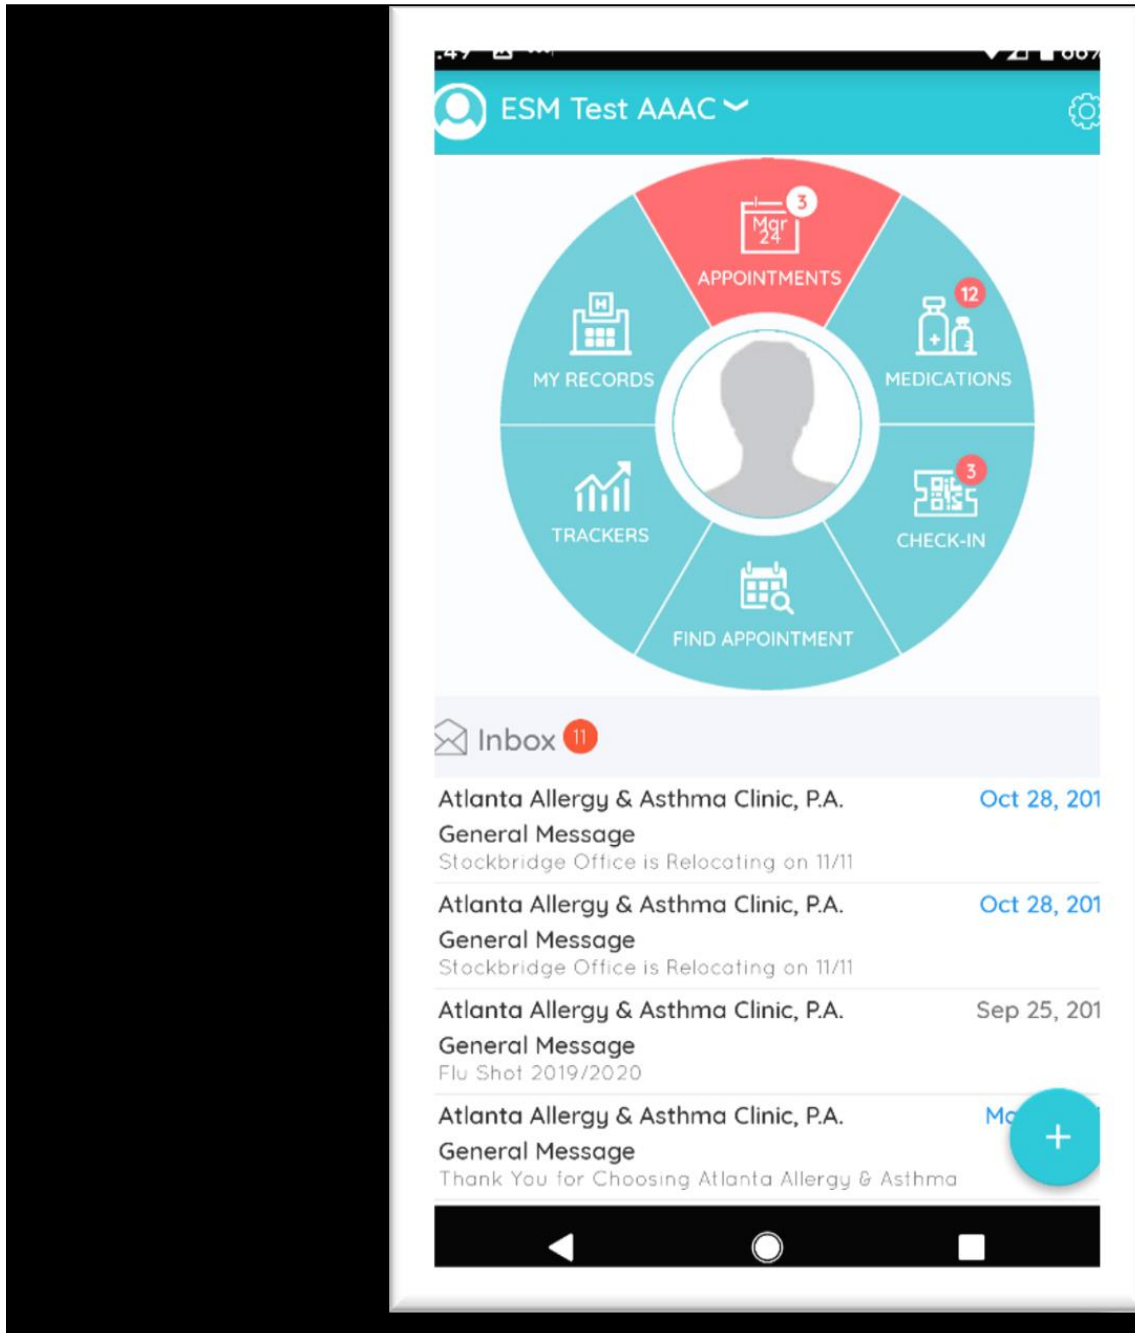 ESM Test AAAC
3
Mar
24
APPOINTMENTS
12
MEDICATIONS
H
MY RECORDS
3
CHECK-IN
TRACKERS
FIND APPOINTMENT
Inbox 11
Atlanta Allergy & Asthma Clinic, P.A. Oct 28, 201
General Message
Stockbridge Office is Relocating on 11/11
Atlanta Allergy & Asthma Clinic, P.A. Oct 28, 201
General Message
Stockbridge Office is Relocating on 11/11
Atlanta Allergy & Asthma Clinic, P.A. Sep 25, 201
General Message
Flu Shot 2019/2020
Atlanta Allergy & Asthma Clinic, P.A.
General Message
Thank You for Choosing Atlanta Allergy & Asthma